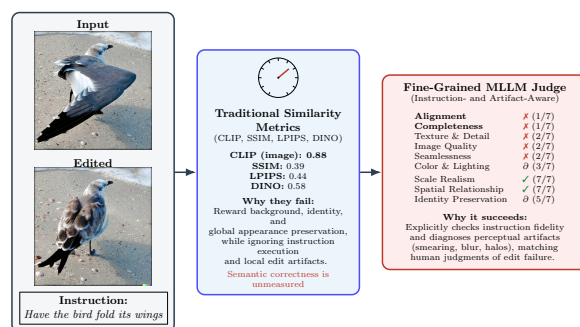 Input
Edited
Instruction:
Have the bird fold its wings
Traditional Similarity
Metrics
(CLIP, SSIM, LPIPS, DINO)
CLIP (image): 0.88
SSIM: 0.39
LPIPS: 0.44
DINO: 0.58
Why they fail:
Reward background, identity,
and
global appearance preservation,
while ignoring instruction
execution
and local edit artifacts.
Semantic correctness is
unmeasured
Fine-Grained MLLM Judge
(Instruction- and Artifact-Aware)
Alignment ✗ (1/7)
Completeness ✗ (1/7)
Texture & Detail ✗ (2/7)
Image Quality ✗ (2/7)
Seamlessness ✗ (2/7)
Color & Lighting ∂ (3/7)
Scale Realism ✓ (7/7)
Spatial Relationship ✓ (7/7)
Identity Preservation ∂ (5/7)
Why it succeeds:
Explicitly checks instruction fidelity
and diagnoses perceptual artifacts
(smearing, blur, halos), matching
human judgments of edit failure.